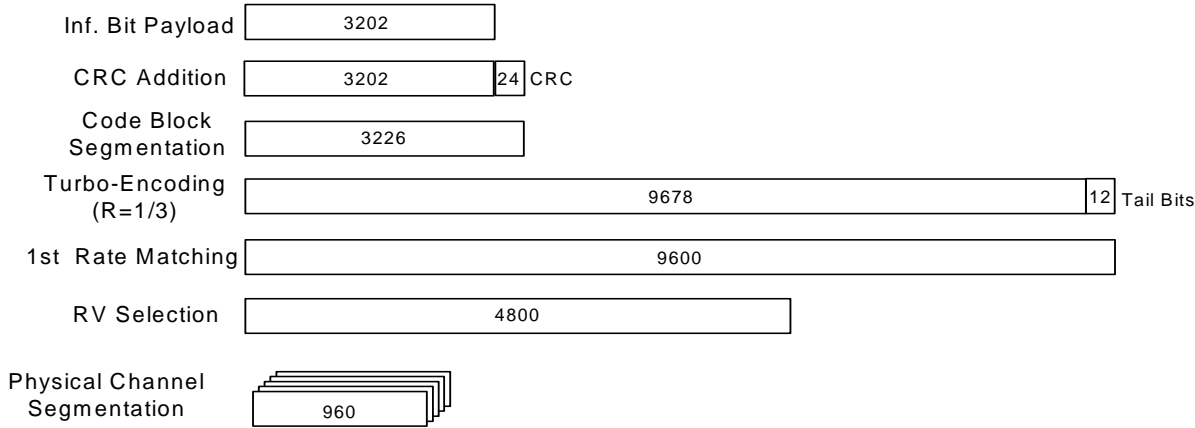 Inf. Bit Payload 3202
CRC Addition 3202 24 CRC
Code Block
Segmentation 3226
Turbo-Encoding
(R=1/3) 9678 12 Tail Bits
1st Rate Matching 9600
RV Selection 4800
Physical Channel
Segmentation 960